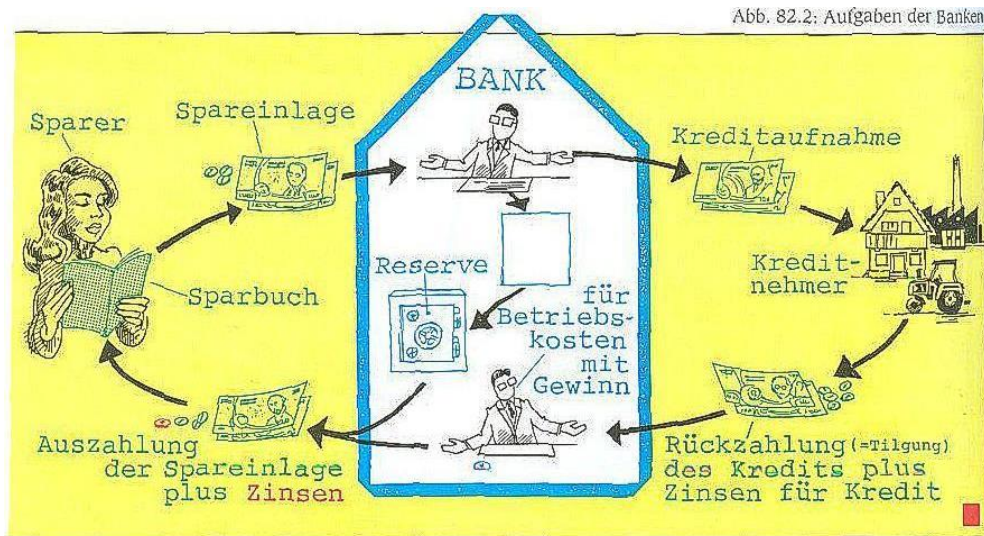 Abb. 82.2: Aufgaben der Banken
BANK
Sparer
Spareinlage
Kreditaufnahme
Sparbuch
Reserve
Kredit-
nehmer
für
Betriebs-
kosten
mit
Gewinn
Auszahlung
der Spareinlage
plus Zinsen
Rückzahlung (=Tilgung)
des Kredits plus
Zinsen für Kredit